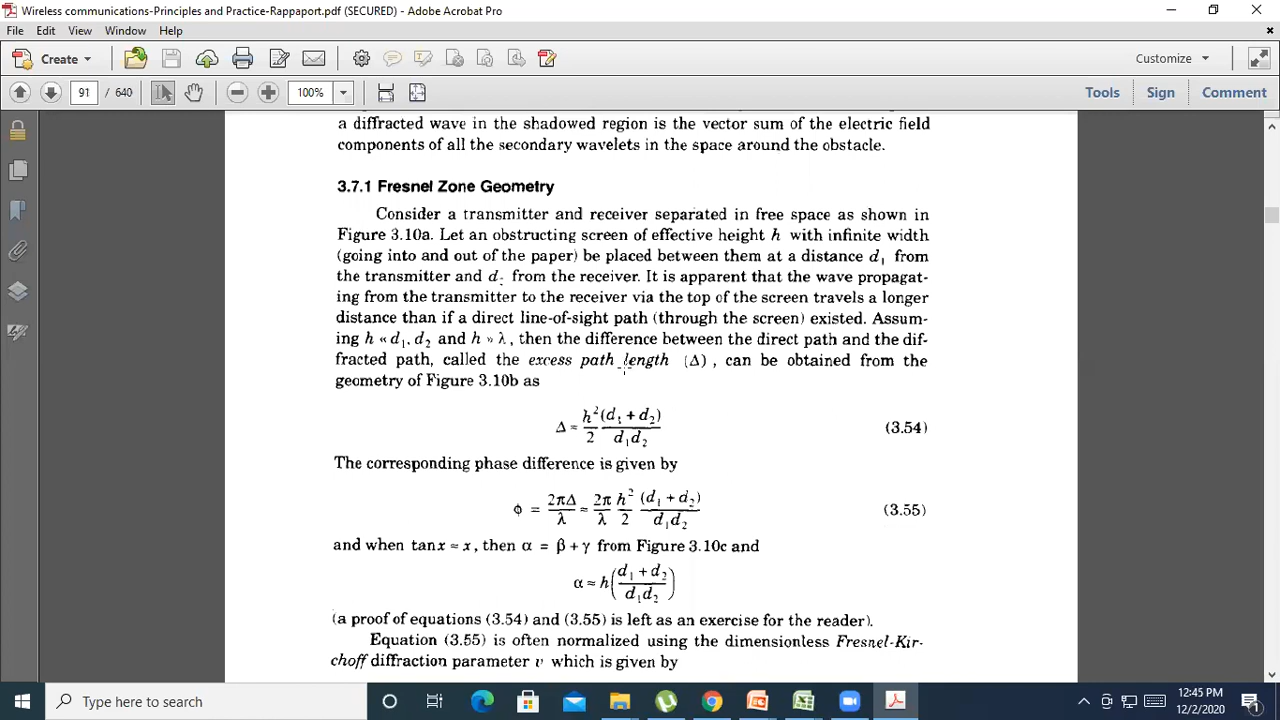 Wireless communications-Principles and Practice-Rappaport.pdf (SECURED) - Adobe Acrobat Pro
File Edit View Window Help
Create
Customize
91 / 640
100%
Tools Sign Comment
a diffracted wave in the shadowed region is the vector sum of the electric field
components of all the secondary wavelets in the space around the obstacle.
3.7.1 Fresnel Zone Geometry
Consider a transmitter and receiver separated in free space as shown in
Figure 3.10a. Let an obstructing screen of effective height h with infinite width
(going into and out of the paper) be placed between them at a distance d₁ from
the transmitter and d₂ from the receiver. It is apparent that the wave propagat-
ing from the transmitter to the receiver via the top of the screen travels a longer
distance than if a direct line-of-sight path (through the screen) existed. Assum-
ing h « d₁, d₂ and h » λ, then the difference between the direct path and the dif-
fracted path, called the excess path length (Δ), can be obtained from the
geometry of Figure 3.10b as
Δ ≈ h²/2 (d₁ + d₂)/d₁d₂ (3.54)
The corresponding phase difference is given by
ϕ = 2πΔ/λ ≈ 2π/λ h²/2 (d₁ + d₂)/d₁d₂ (3.55)
and when tan x ≈ x, then α = β + γ from Figure 3.10c and
α ≈ h((d₁ + d₂)/d₁d₂)
(a proof of equations (3.54) and (3.55) is left as an exercise for the reader).
Equation (3.55) is often normalized using the dimensionless Fresnel-Kir-
choff diffraction parameter v which is given by
Type here to search
12:45 PM
12/2/2020
1